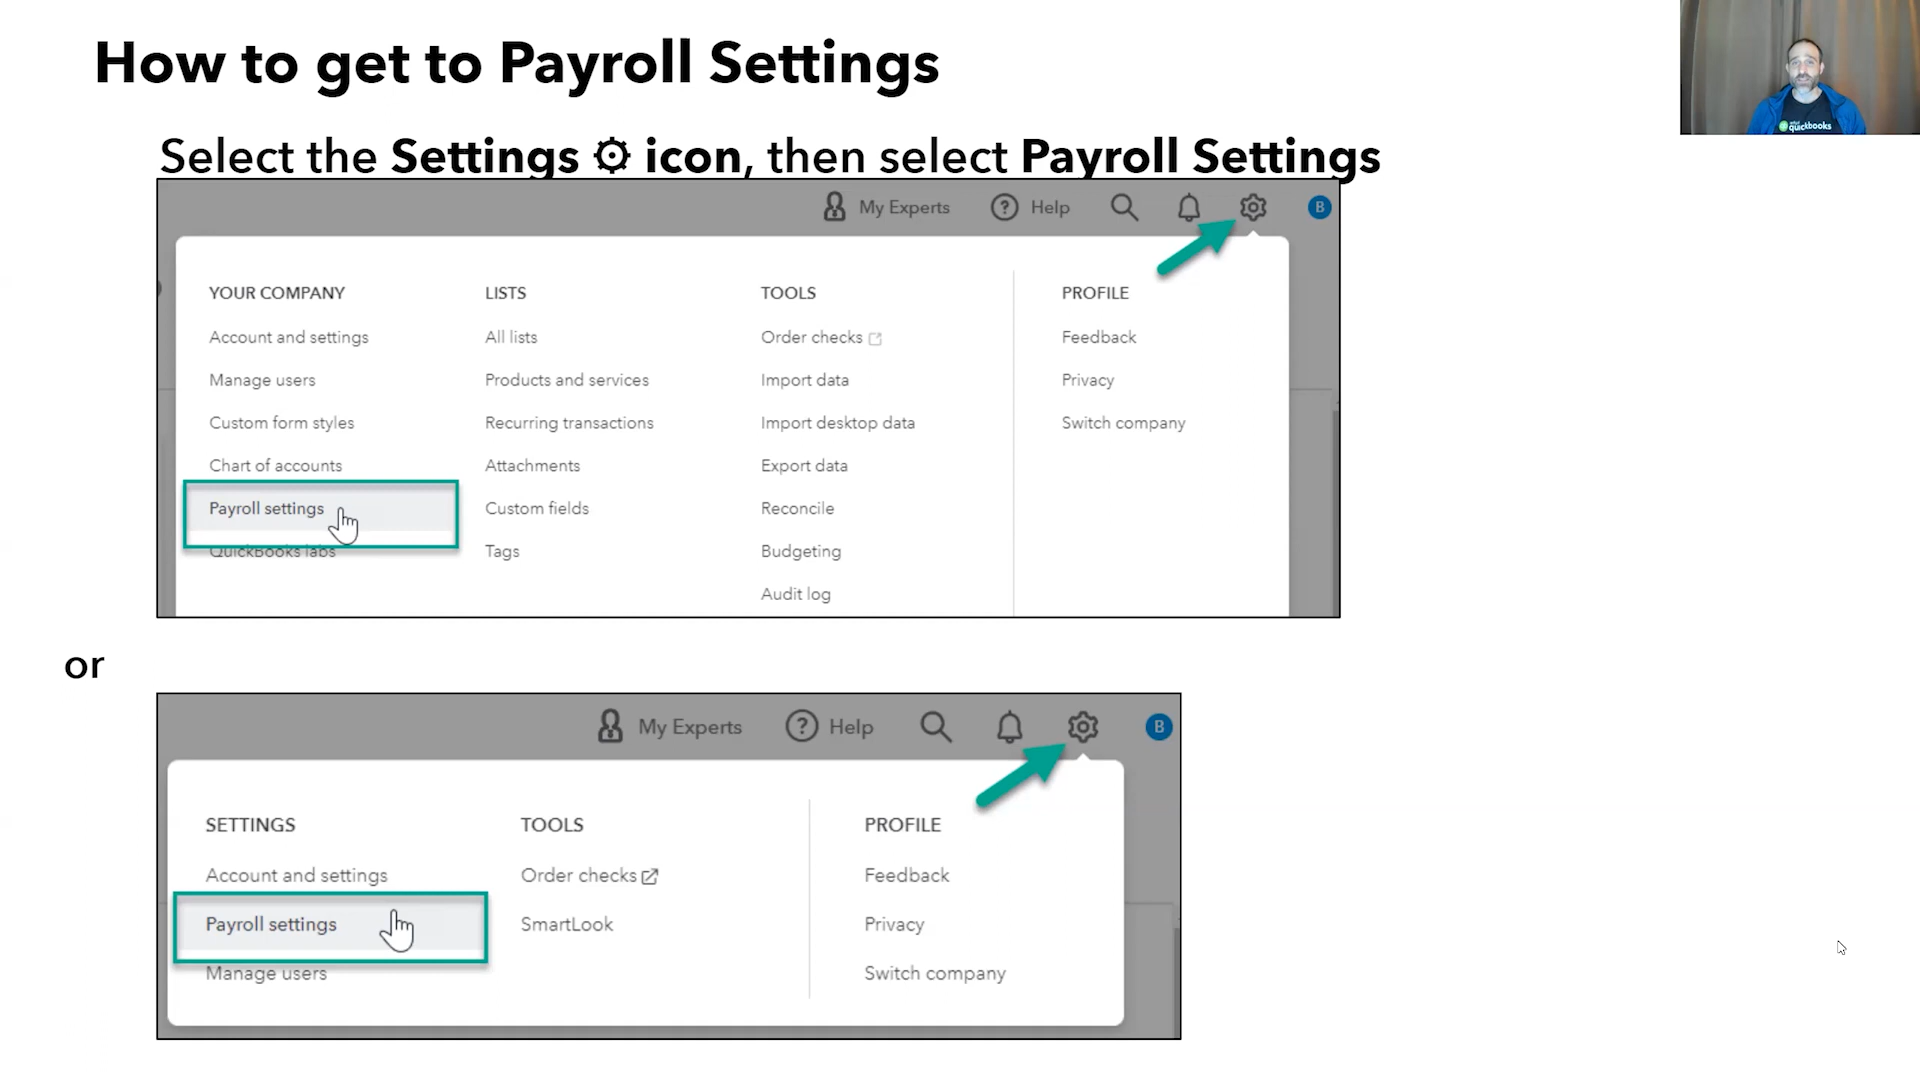 How to get to Payroll Settings
quickbooks
Select the Settings icon, then select Payroll Settings
My Experts Help B
YOUR COMPANY LISTS TOOLS PROFILE
Account and settings All lists Order checks Feedback
Manage users Products and services Import data Privacy
Custom form styles Recurring transactions Import desktop data Switch company
Chart of accounts Attachments Export data
Payroll settings Custom fields Reconcile
QuickBooks labs Tags Budgeting
Audit log
or
My Experts Help B
SETTINGS TOOLS PROFILE
Account and settings Order checks Feedback
Payroll settings SmartLook Privacy
Manage users Switch company